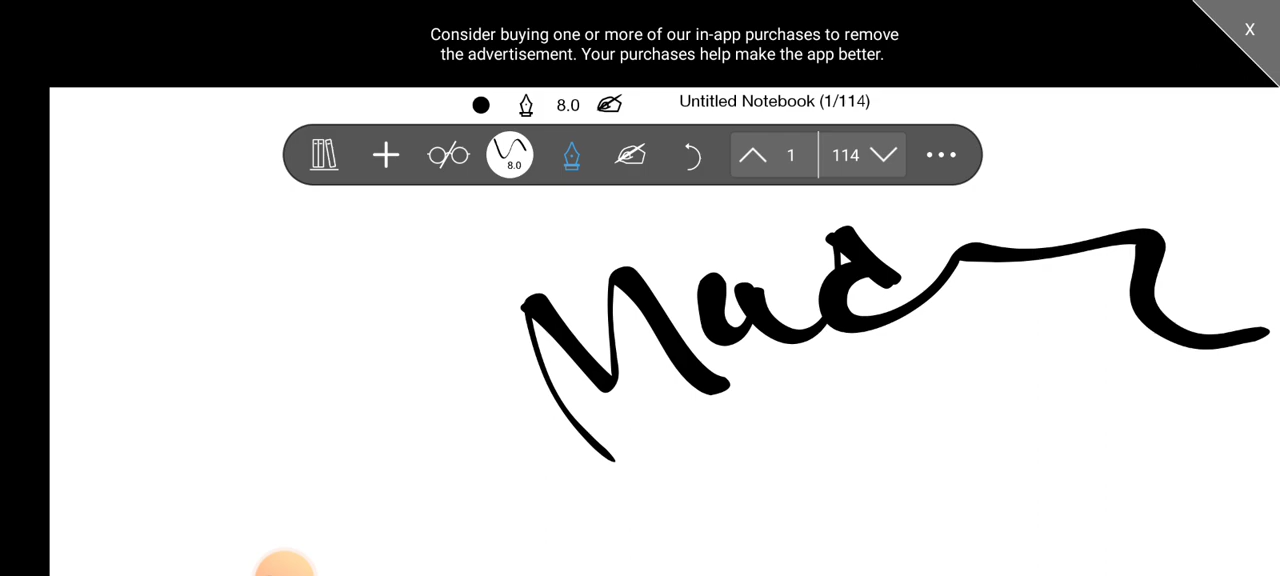 Consider buying one or more of our in-app purchases to remove
the advertisement. Your purchases help make the app better.
X
8.0
Untitled Notebook (1/114)
8.0
1
114